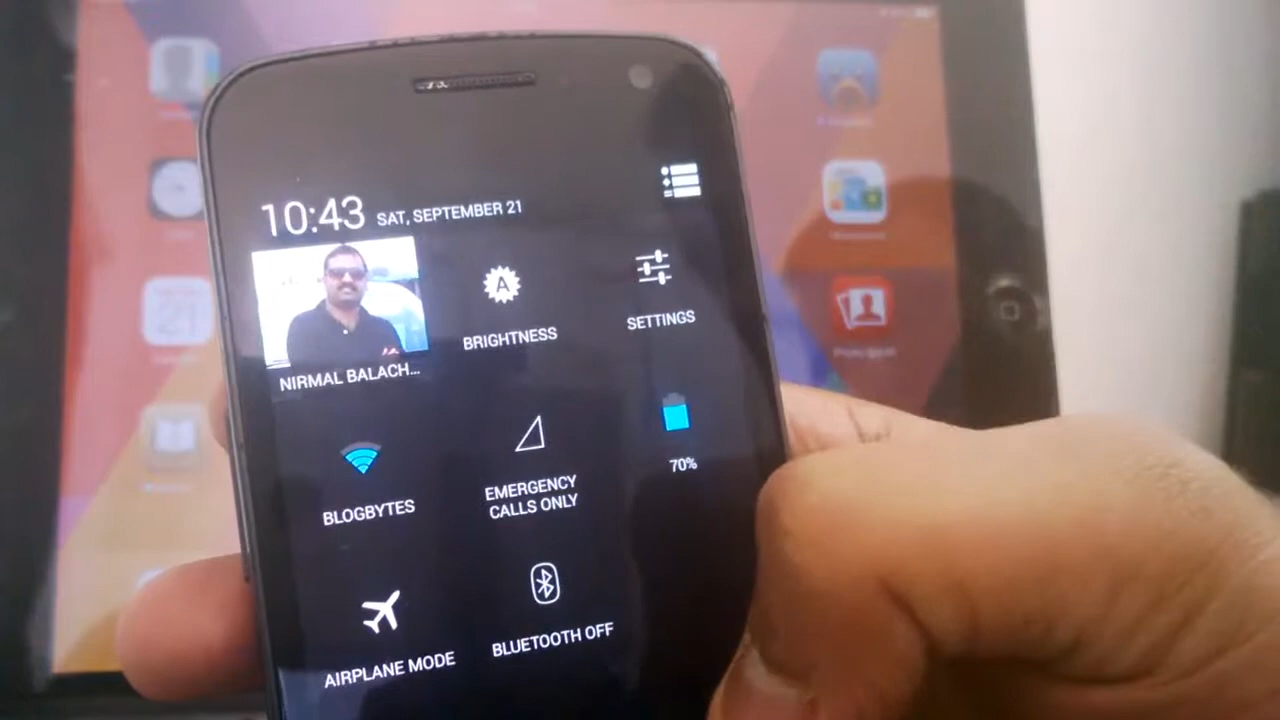 10:43 SAT, SEPTEMBER 21
A
BRIGHTNESS
SETTINGS
NIRMAL BALACH...
BLOGBYTES
EMERGENCY
CALLS ONLY
70%
AIRPLANE MODE
BLUETOOTH OFF